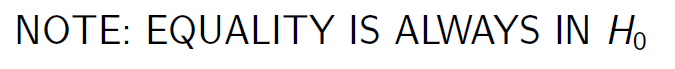 NOTE: EQUALITY IS ALWAYS IN H₀